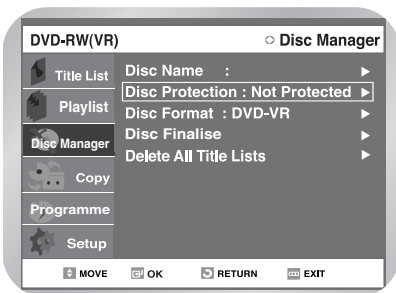 DVD-RW(VR) Disc Manager
Title List
Playlist
Disc Manager
Copy
Programme
Setup
Disc Name :
Disc Protection : Not Protected
Disc Format : DVD-VR
Disc Finalise
Delete All Title Lists
MOVE OK RETURN EXIT